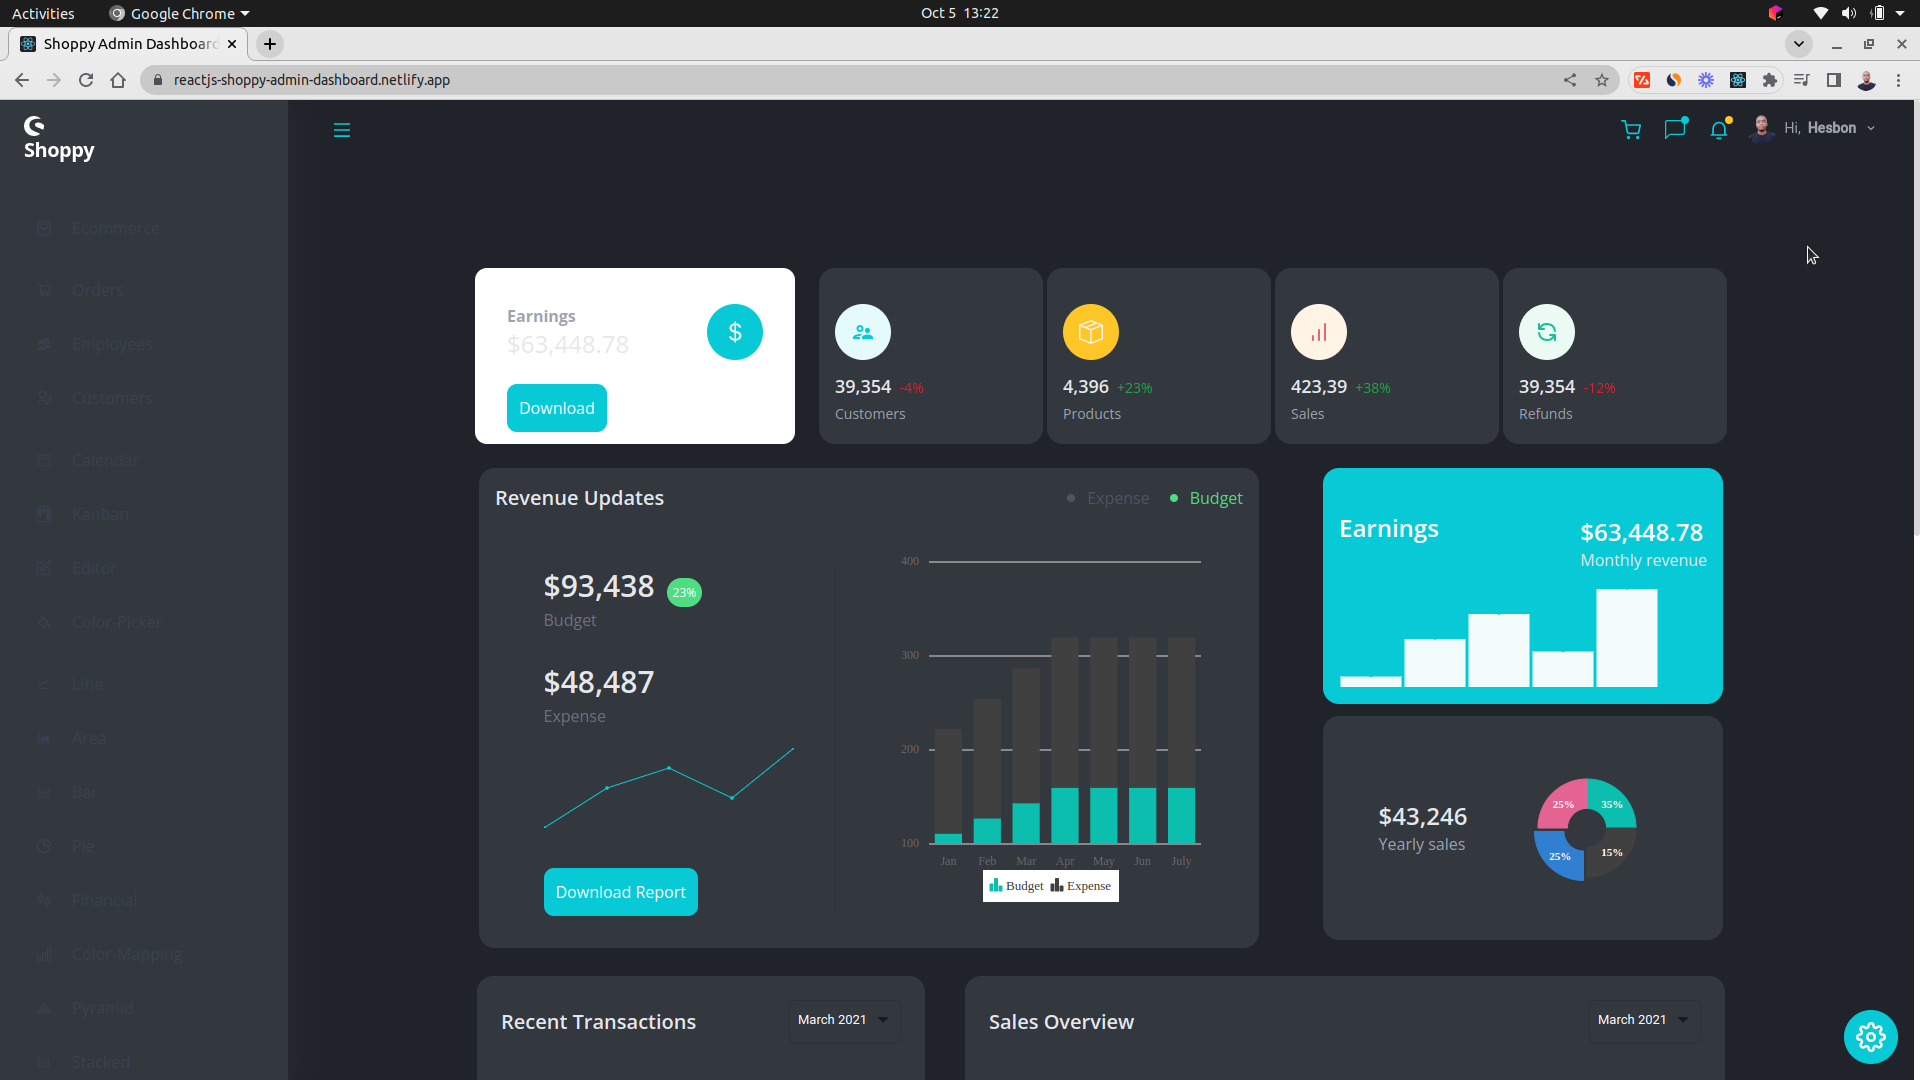 Activities
Google Chrome
Oct 5 13:22
Shoppy Admin Dashboard
reactjs-shoppy-admin-dashboard.netlify.app
Shoppy
Hi, Hesbon
Ecommerce
Orders
Employees
Customers
Calendar
Kanban
Editor
Color-Picker
Line
Area
Bar
Pie
Financial
Color-Mapping
Pyramid
Stacked
Earnings
$63,448.78
$
Download
39,354 -4%
Customers
4,396 +23%
Products
423,39 +38%
Sales
39,354 -12%
Refunds
Revenue Updates
Expense
Budget
$93,438 23%
Budget
$48,487
Expense
Download Report
400
300
200
100
Jan Feb Mar Apr May Jun July
Budget Expense
Earnings
$63,448.78
Monthly revenue
$43,246
Yearly sales
25% 35%
25% 15%
Recent Transactions
March 2021
Sales Overview
March 2021